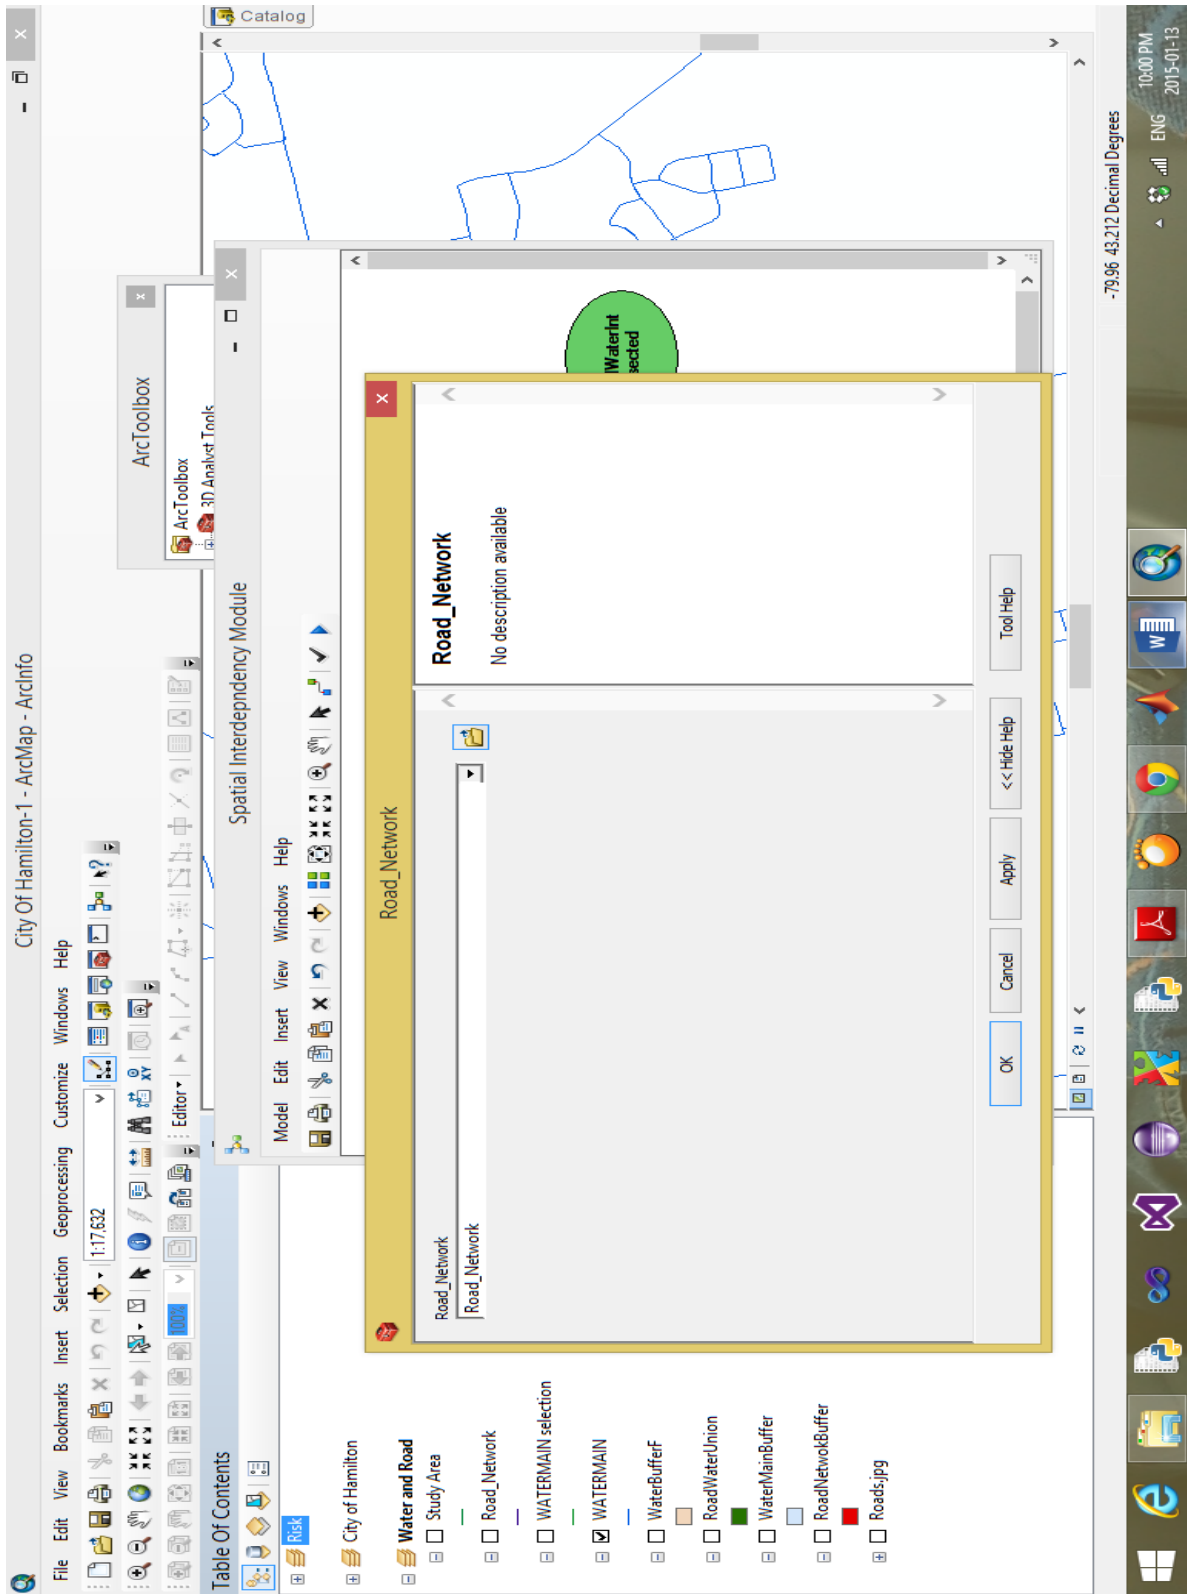 City Of Hamilton-1 - ArcMap - ArcInfo
File Edit View Bookmarks Insert Selection Geoprocessing Customize Windows Help
1:17,632
100%
Editor
Table Of Contents
Risk
City of Hamilton
Water and Road
Study Area
Road_Network
WATERMAIN selection
WATERMAIN
WaterBufferF
RoadWaterUnion
WaterMainBuffer
RoadNetwokBuffer
Roads.jpg
ArcToolbox
ArcToolbox
3D Analyst Tools
Catalog
Spatial Interdepndency Module
Model Edit Insert View Windows Help
lWaterInt
sected
Road_Network
Road_Network
Road_Network
Road_Network
No description available
OK Cancel Apply << Hide Help Tool Help
-79.96 43.212 Decimal Degrees
ENG
10:00 PM
2015-01-13